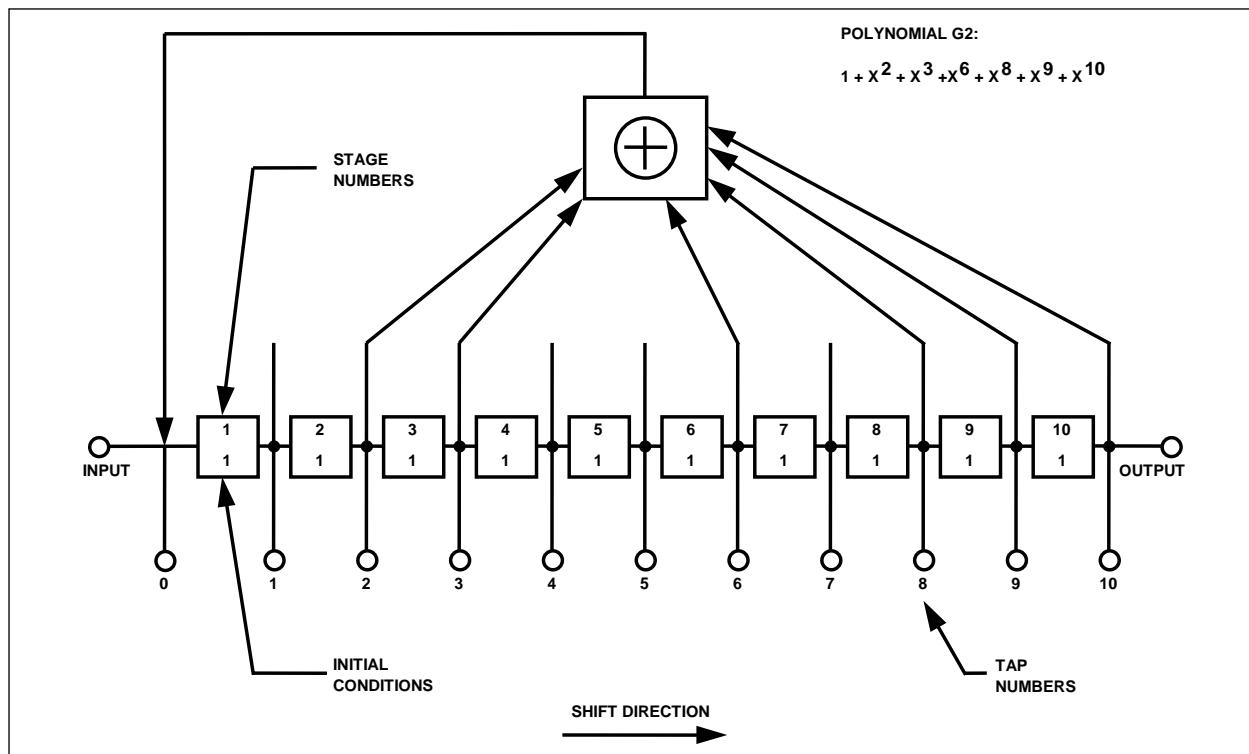 POLYNOMIAL G2:
1 + X2 + X3 +X6 + X8 + X9 + X10
STAGE
NUMBERS
1 2 3 4 5 6 7 8 9 10
1 1 1 1 1 1 1 1 1 1
INPUT
OUTPUT
0 1 2 3 4 5 6 7 8 9 10
INITIAL
CONDITIONS
TAP
NUMBERS
SHIFT DIRECTION